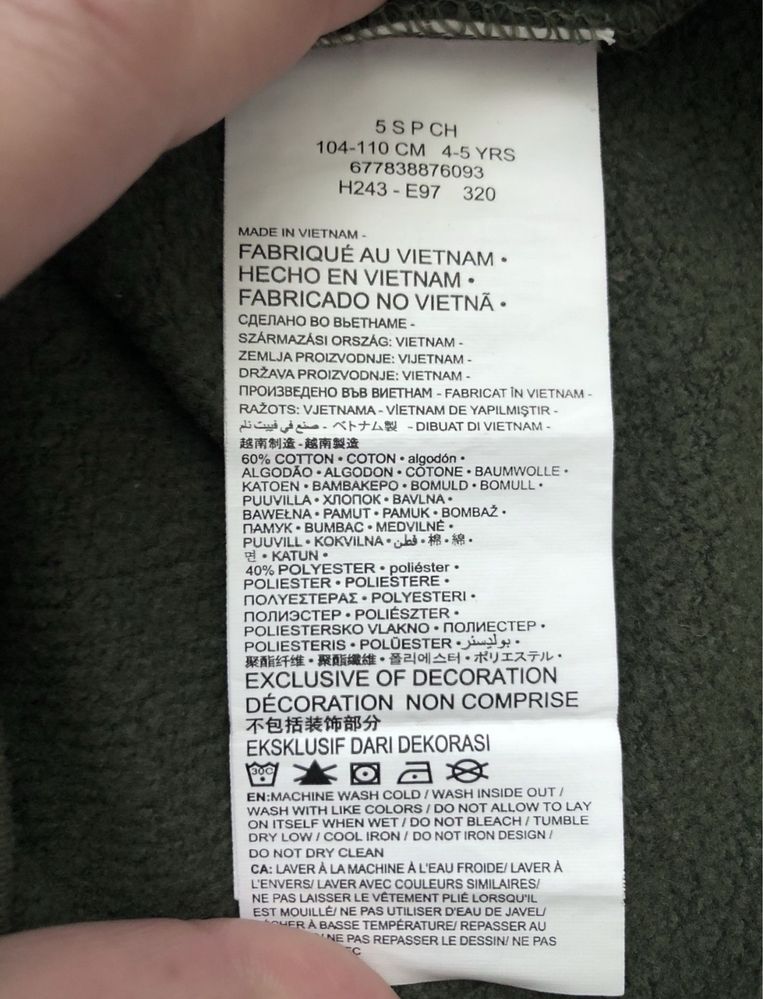 5 S P CH
104-110 CM 4-5 YRS
677838876093
H243 - E97 320
MADE IN VIETNAM -
FABRIQUÉ AU VIETNAM •
HECHO EN VIETNAM •
FABRICADO NO VIETNÃ •
СДЕЛАНО ВО ВЬЕТНАМЕ -
SZÁRMAZÁSI ORSZÁG: VIETNAM -
ZEMLJA PROIZVODNJE: VIJETNAM -
DRŽAVA PROIZVODNJE: VIETNAM -
ПРОИЗВЕДЕНО ВЪВ ВИЕТНАМ - FABRICAT ÎN VIETNAM -
RAŽOTS: VJETNAMA - VİETNAM DE YAPILMIŞTIR -
صنع في فييت نام - ベトナム製 - DIBUAT DI VIETNAM -
越南制造 - 越南製造
60% COTTON • COTON • algodón •
ALGODÃO • ALGODON • COTONE • BAUMWOLLE •
KATOEN • BAMBAKEPO • BOMULD • BOMULL •
PUUVILLA • ХЛОПОК • BAVLNA •
BAWEŁNA • PAMUT • PAMUK • BOMBAŽ •
ПАМУК • BUMBAC • MEDVILNĖ •
PUUVILL • KOKVILNA • قطن • 棉 • 綿 •
면 • KATUN •
40% POLYESTER • poliéster •
POLIESTER • POLIESTERE •
ΠΟΛΥΕΣΤΕΡΑΣ • POLYESTERI •
ПОЛИЭСТЕР • POLIÉSZTER •
POLIESTERSKO VLAKNO • ПОЛИЕСТЕР •
POLIESTERIS • POLÜESTER • بوليستر •
聚酯纤维 • 聚酯纖維 • 폴리에스터 • ポリエステル •
EXCLUSIVE OF DECORATION
DÉCORATION NON COMPRISE
不包括装饰部分
EKSKLUSIF DARI DEKORASI
30C
EN:MACHINE WASH COLD / WASH INSIDE OUT /
WASH WITH LIKE COLORS / DO NOT ALLOW TO LAY
ON ITSELF WHEN WET / DO NOT BLEACH / TUMBLE
DRY LOW / COOL IRON / DO NOT IRON DESIGN /
DO NOT DRY CLEAN
CA: LAVER À LA MACHINE À L'EAU FROIDE/ LAVER À
L'ENVERS/ LAVER AVEC COULEURS SIMILAIRES/
NE PAS LAISSER LE VÊTEMENT PLIÉ LORSQU'IL
EST MOUILLÉ/ NE PAS UTILISER D'EAU DE JAVEL/
À BASSE TEMPÉRATURE/ REPASSER AU
NE PAS REPASSER LE DESSIN/ NE PAS